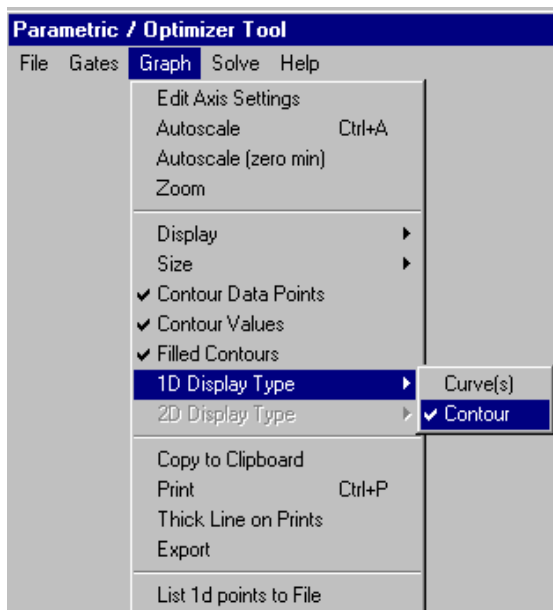 Parametric / Optimizer Tool
File Gates Graph Solve Help
Edit Axis Settings
Autoscale Ctrl+A
Autoscale (zero min)
Zoom
Display
Size
Contour Data Points
Contour Values
Filled Contours
1D Display Type Curve(s)
2D Display Type Contour
Copy to Clipboard
Print Ctrl+P
Thick Line on Prints
Export
List 1d points to File